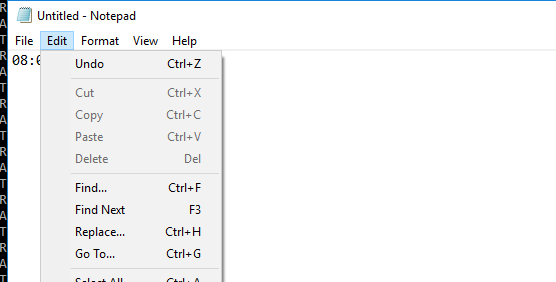 Untitled - Notepad
File Edit Format View Help
08:0
Undo Ctrl+Z
Cut Ctrl+X
Copy Ctrl+C
Paste Ctrl+V
Delete Del
Find... Ctrl+F
Find Next F3
Replace... Ctrl+H
Go To... Ctrl+G
Select All Ctrl+A